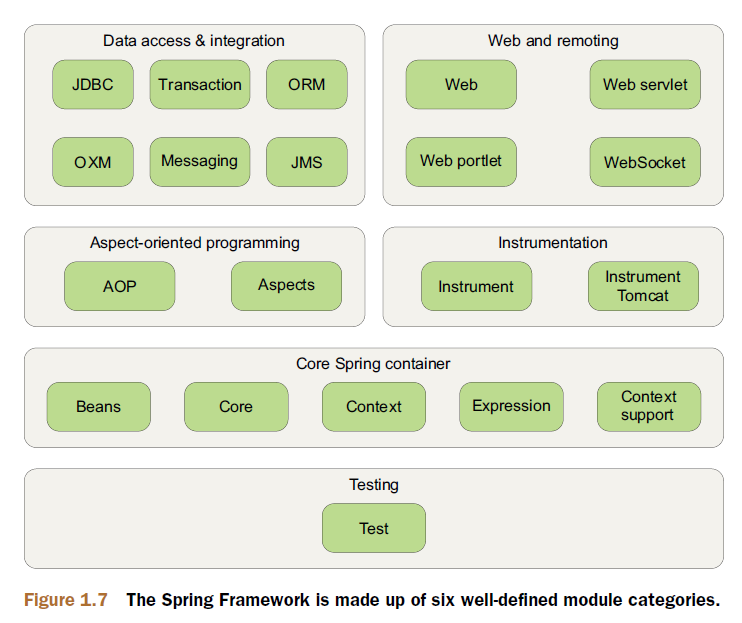 Data access & integration
JDBC
Transaction
ORM
OXM
Messaging
JMS
Web and remoting
Web
Web servlet
Web portlet
WebSocket
Aspect-oriented programming
AOP
Aspects
Instrumentation
Instrument
Instrument
Tomcat
Core Spring container
Beans
Core
Context
Expression
Context
support
Testing
Test
Figure 1.7 The Spring Framework is made up of six well-defined module categories.